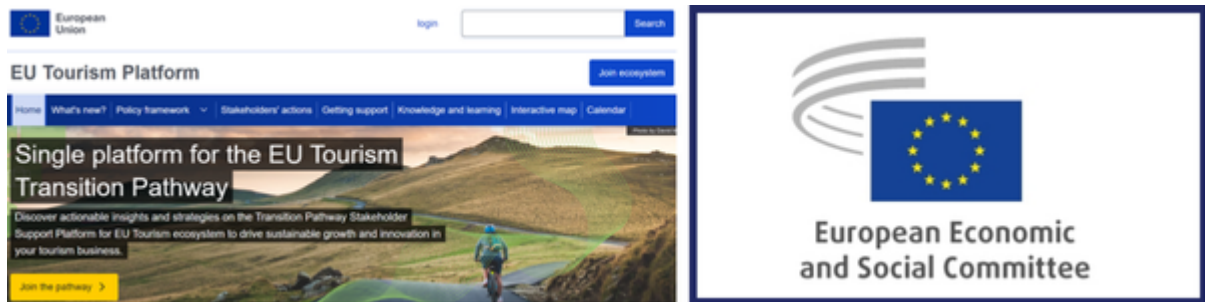 European
Union
login
Search
EU Tourism Platform
Join ecosystem
Home What's new? Policy framework Stakeholders' actions Getting support Knowledge and learning Interactive map Calendar
Photo by David
Single platform for the EU Tourism
Transition Pathway
Discover actionable insights and strategies on the Transition Pathway Stakeholder
Support Platform for EU Tourism ecosystem to drive sustainable growth and innovation in
your tourism business.
Join the pathway
European Economic
and Social Committee